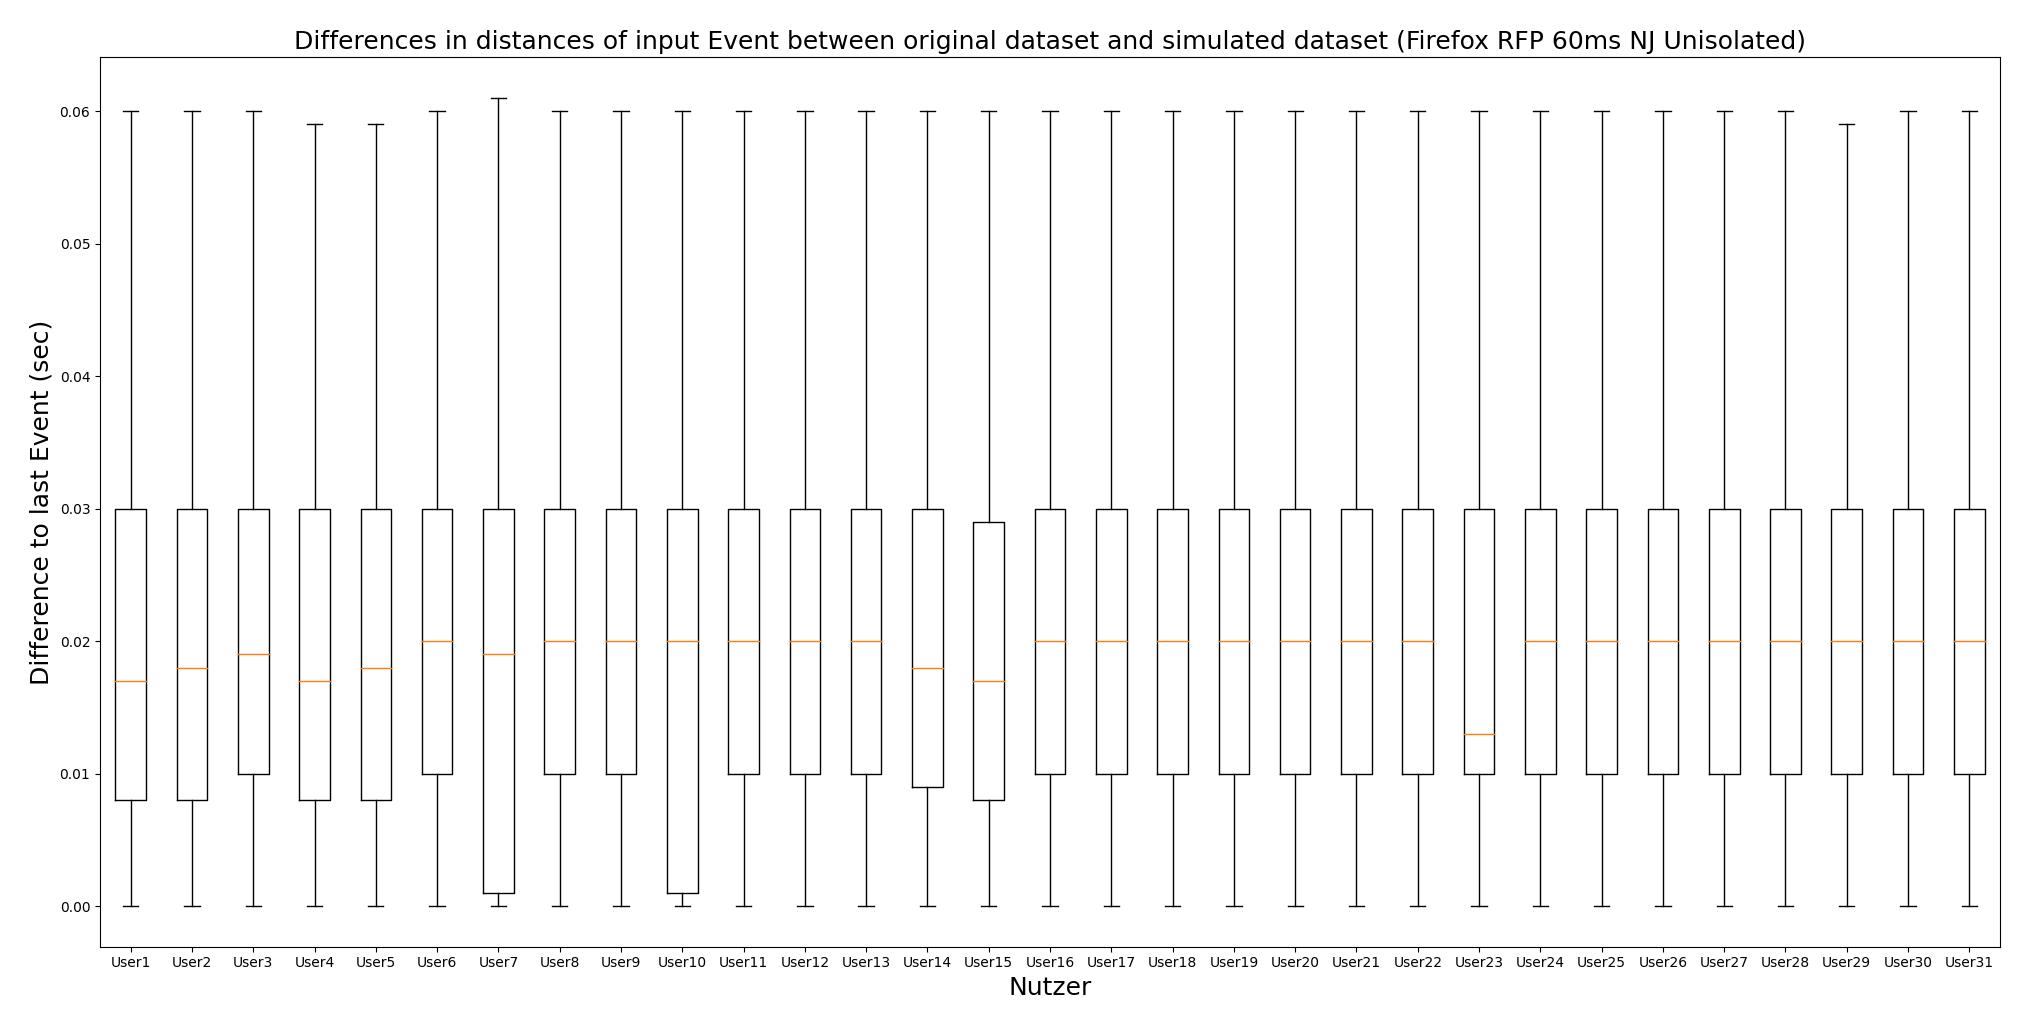 Differences in distances of input Event between original dataset and simulated dataset (Firefox RFP 60ms NJ Unisolated)
Difference to last Event (sec)
0.06
0.05
0.04
0.03
0.02
0.01
0.00
User1 User2 User3 User4 User5 User6 User7 User8 User9 User10 User11 User12 User13 User14 User15 User16 User17 User18 User19 User20 User21 User22 User23 User24 User25 User26 User27 User28 User29 User30 User31
Nutzer